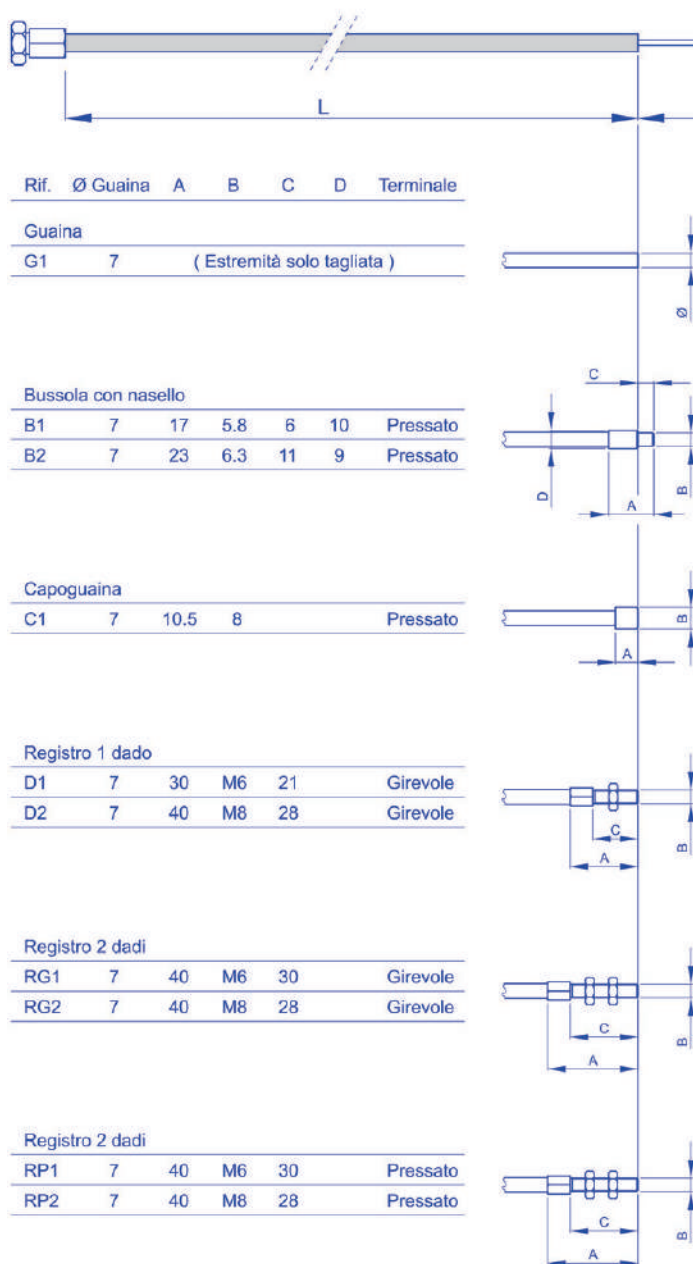 L
Rif. Ø Guaina A B C D Terminale
Guaina
G1 7 ( Estremità solo tagliata )
Ø
Bussola con nasello
B1 7 17 5.8 6 10 Pressato
B2 7 23 6.3 11 9 Pressato
C
D
A
B
Capoguaina
C1 7 10.5 8 Pressato
A
B
Registro 1 dado
D1 7 30 M6 21 Girevole
D2 7 40 M8 28 Girevole
C
A
B
Registro 2 dadi
RG1 7 40 M6 30 Girevole
RG2 7 40 M8 28 Girevole
C
A
B
Registro 2 dadi
RP1 7 40 M6 30 Pressato
RP2 7 40 M8 28 Pressato
C
A
B